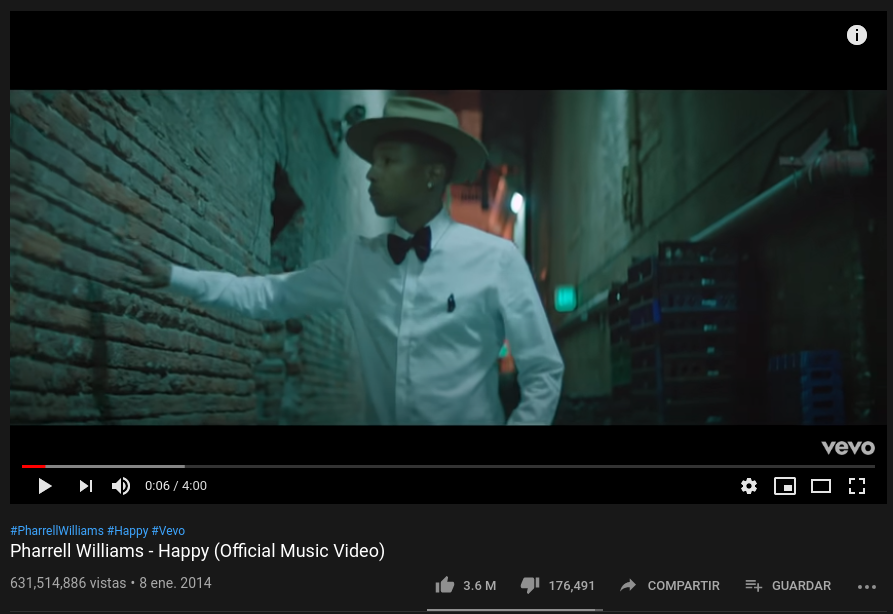 vevo
0:06 / 4:00
#PharrellWilliams #Happy #Vevo
Pharrell Williams - Happy (Official Music Video)
631,514,886 vistas • 8 ene. 2014
3.6 M 176,491 COMPARTIR GUARDAR